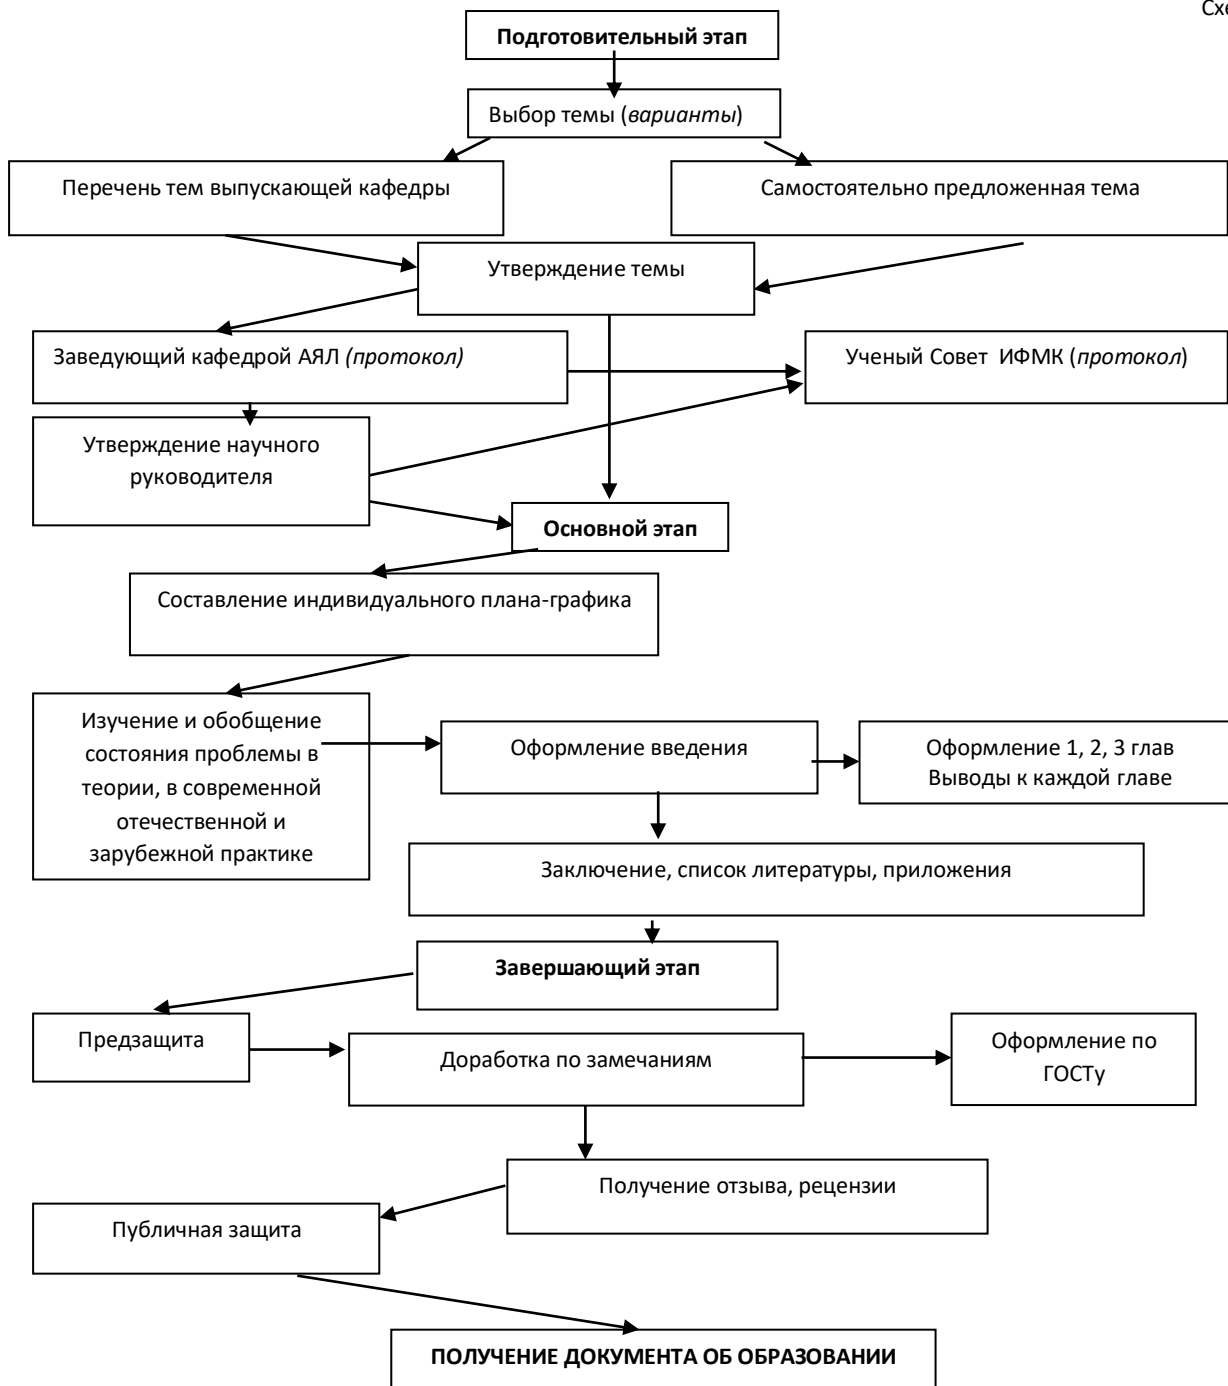 Схе
Подготовительный этап
Выбор темы (варианты)
Перечень тем выпускающей кафедры
Самостоятельно предложенная тема
Утверждение темы
Заведующий кафедрой АЯЛ (протокол)
Ученый Совет ИФМК (протокол)
Утверждение научного
руководителя
Основной этап
Составление индивидуального плана-графика
Изучение и обобщение
состояния проблемы в
теории, в современной
отечественной и
зарубежной практике
Оформление введения
Оформление 1, 2, 3 глав
Выводы к каждой главе
Заключение, список литературы, приложения
Завершающий этап
Предзащита
Доработка по замечаниям
Оформление по
ГОСТу
Получение отзыва, рецензии
Публичная защита
ПОЛУЧЕНИЕ ДОКУМЕНТА ОБ ОБРАЗОВАНИИ